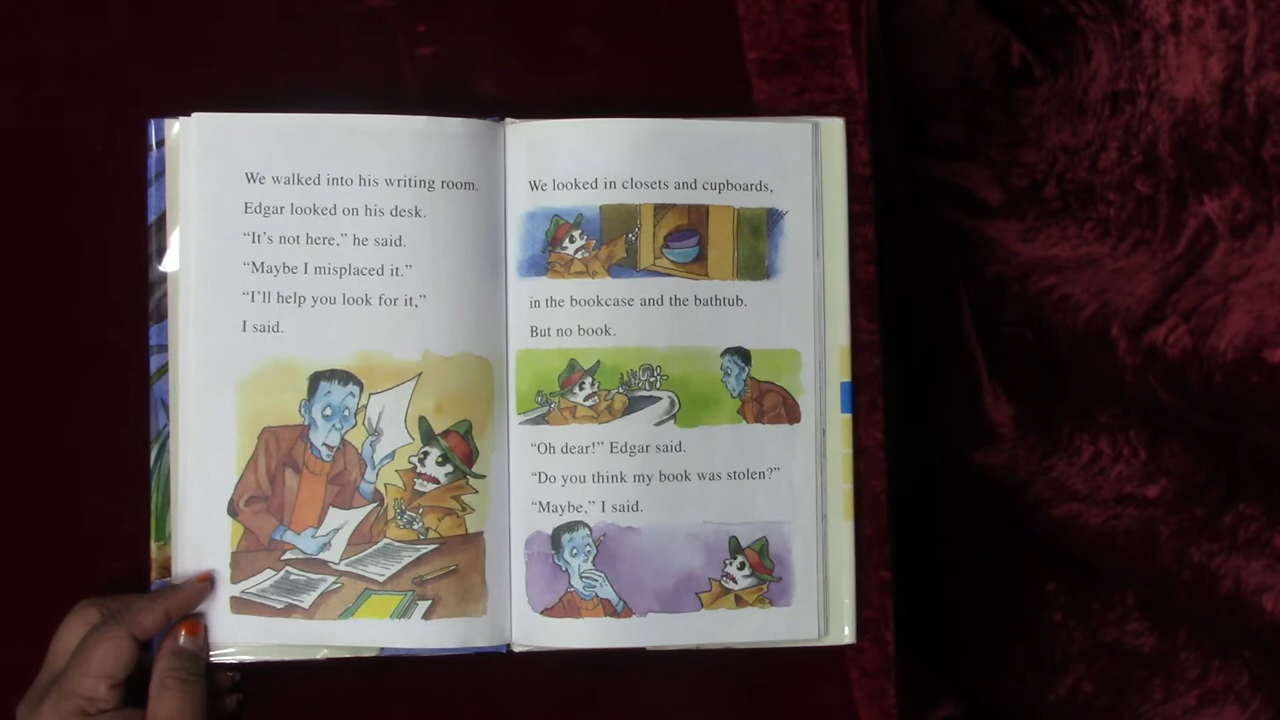 We walked into his writing room.
Edgar looked on his desk.
“It’s not here,” he said.
“Maybe I misplaced it.”
“I’ll help you look for it,”
I said.
We looked in closets and cupboards,
in the bookcase and the bathtub.
But no book.
“Oh dear!” Edgar said.
“Do you think my book was stolen?”
“Maybe,” I said.